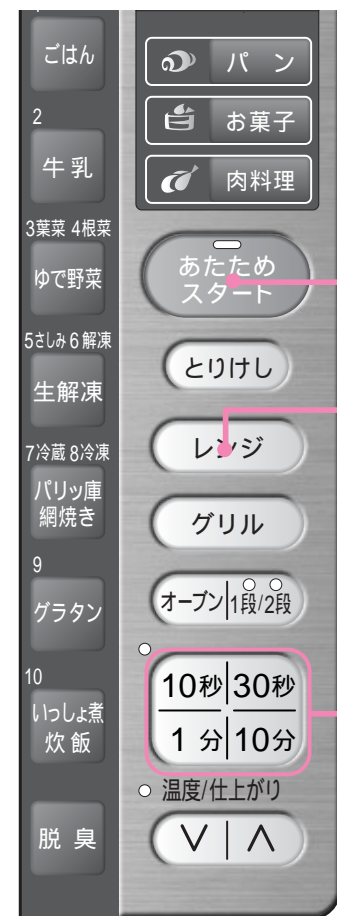 ごはん
2
牛乳
3葉菜 4根菜
ゆで野菜
5さしみ 6解凍
生解凍
7冷蔵 8冷凍
パリッ庫
網焼き
9
グラタン
10
いっしょ煮
炊飯
脱臭
パン
お菓子
肉料理
あたため
スタート
とりけし
レンジ
グリル
オーブン 1段/2段
10秒 30秒
1分 10分
温度/仕上がり